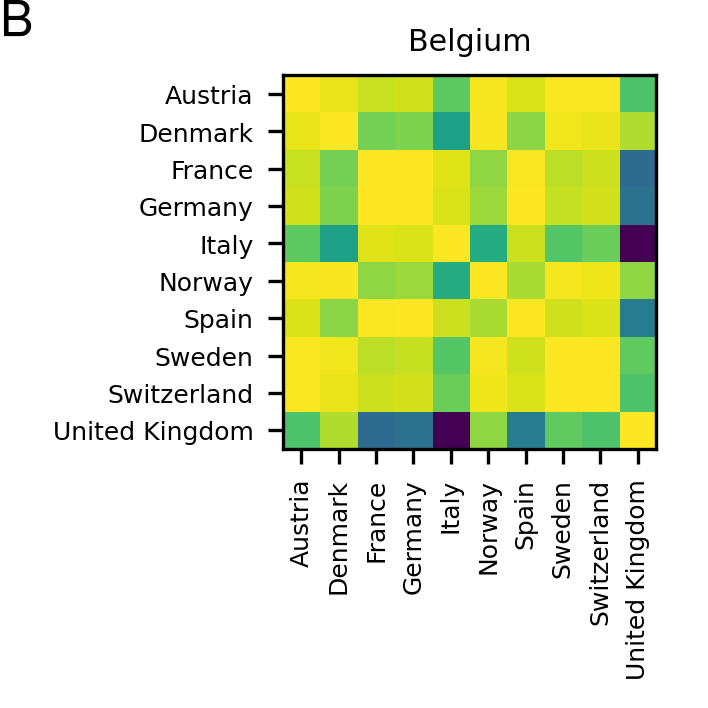 B
Belgium
Austria
Denmark
France
Germany
Italy
Norway
Spain
Sweden
Switzerland
United Kingdom
Austria
Denmark
France
Germany
Italy
Norway
Spain
Sweden
Switzerland
United Kingdom